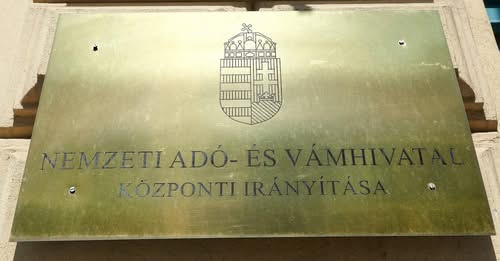 NEMZETI ADÓ- ÉS VÁMHIVATAL
KÖZPONTI IRÁNYÍTÁSA